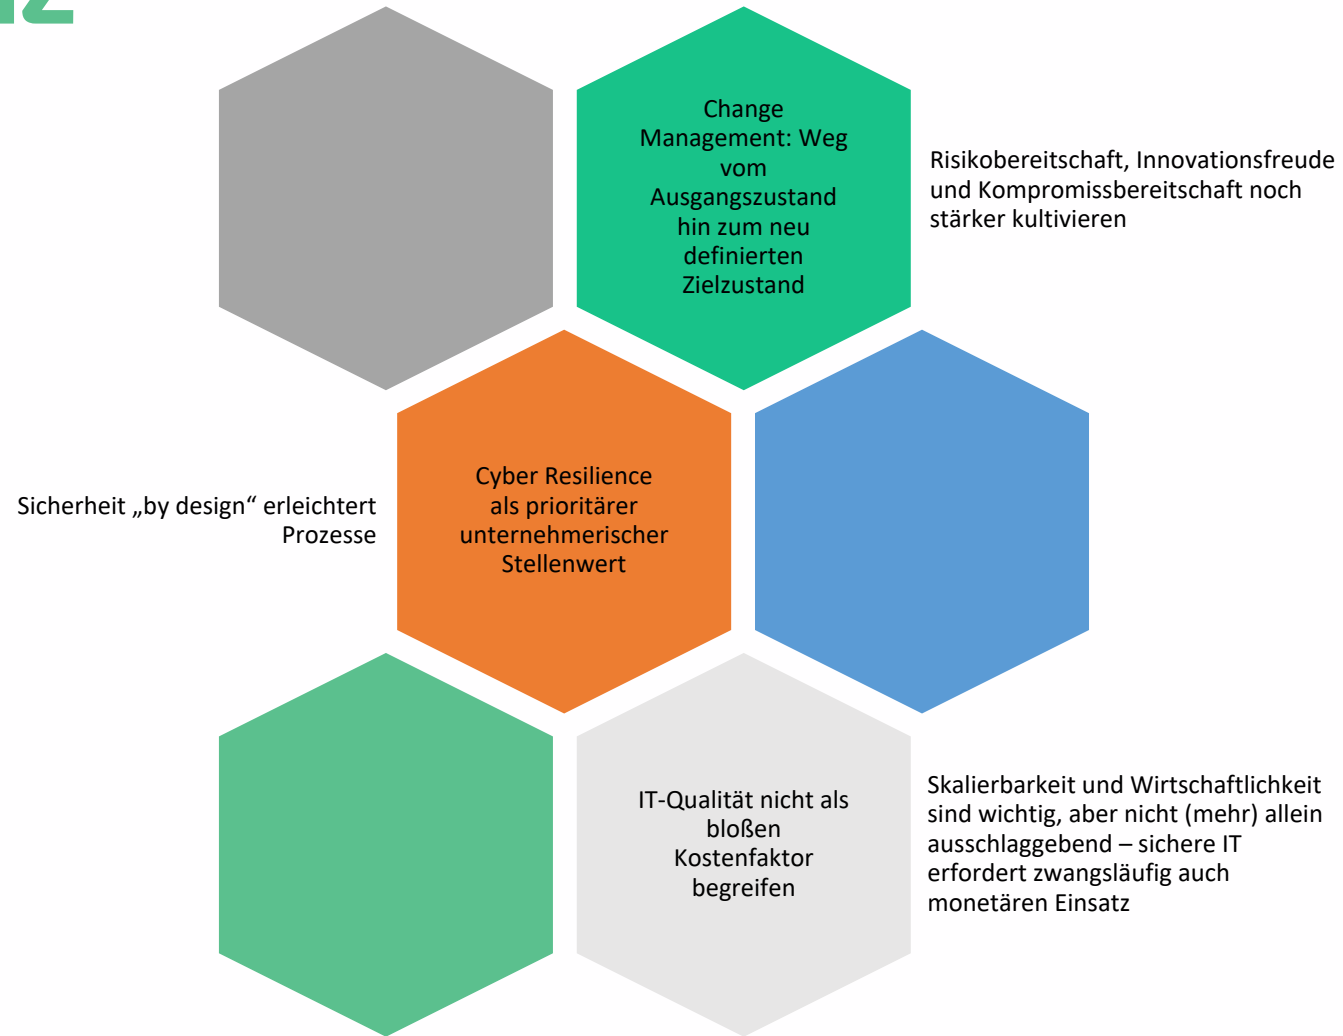 Change
Management: Weg
vom
Ausgangszustand
hin zum neu
definierten
Zielzustand
Risikobereitschaft, Innovationsfreude
und Kompromissbereitschaft noch
stärker kultivieren
Sicherheit „by design“ erleichtert
Prozesse
Cyber Resilience
als prioritärer
unternehmerischer
Stellenwert
IT-Qualität nicht als
bloßen
Kostenfaktor
begreifen
Skalierbarkeit und Wirtschaftlichkeit
sind wichtig, aber nicht (mehr) allein
ausschlaggebend – sichere IT
erfordert zwangsläufig auch
monetären Einsatz